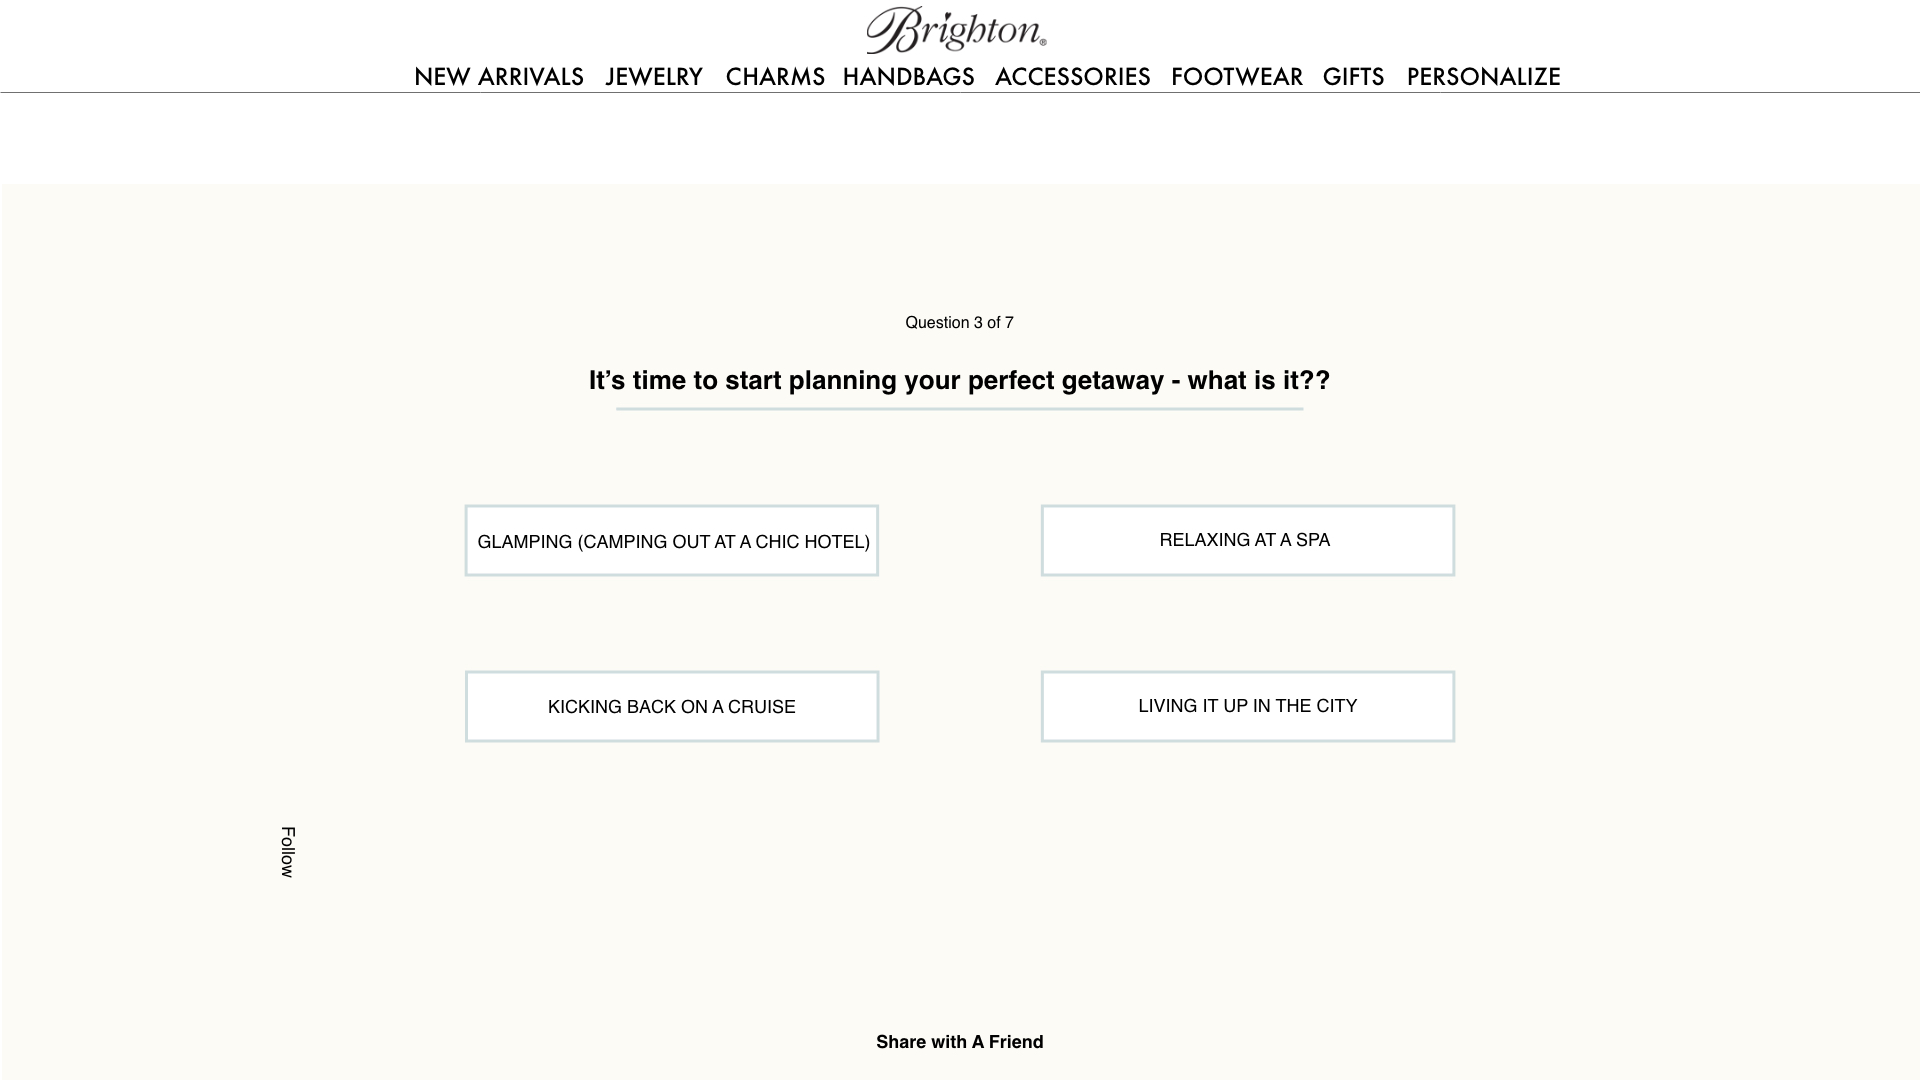 Brighton®
NEW ARRIVALS JEWELRY CHARMS HANDBAGS ACCESSORIES FOOTWEAR GIFTS PERSONALIZE
Question 3 of 7
It’s time to start planning your perfect getaway - what is it??
GLAMPING (CAMPING OUT AT A CHIC HOTEL)
RELAXING AT A SPA
KICKING BACK ON A CRUISE
LIVING IT UP IN THE CITY
Follow
Share with A Friend